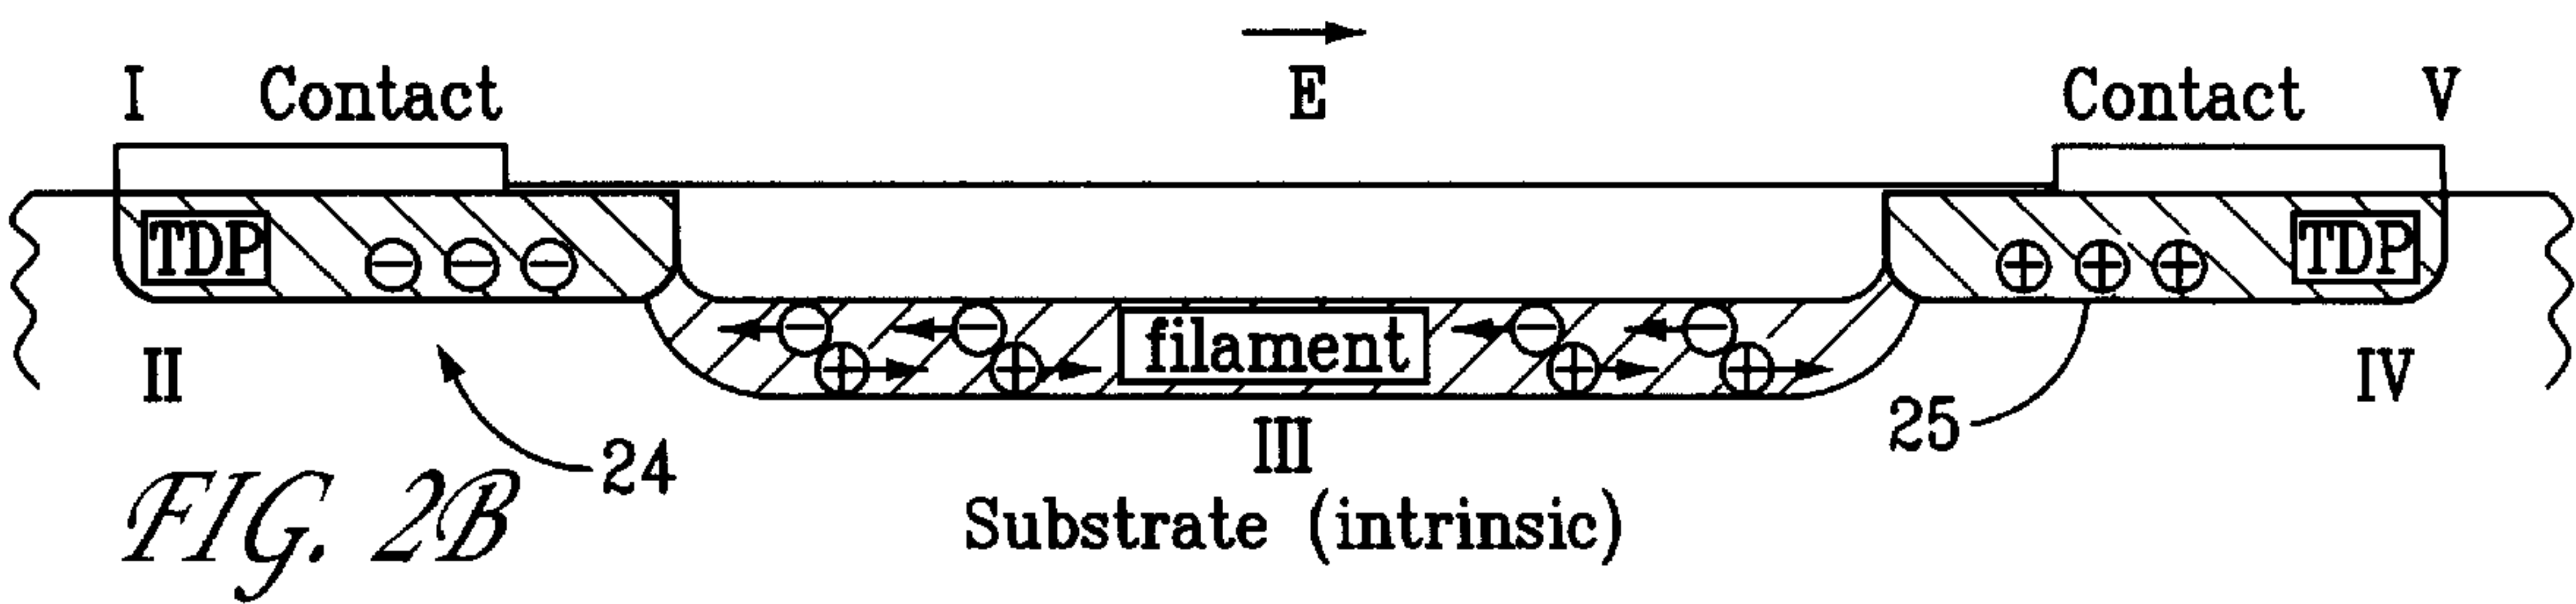 E
I Contact Contact V
TDP TDP
filament
II IV
25
III
24
Substrate (intrinsic)
FIG. 2B